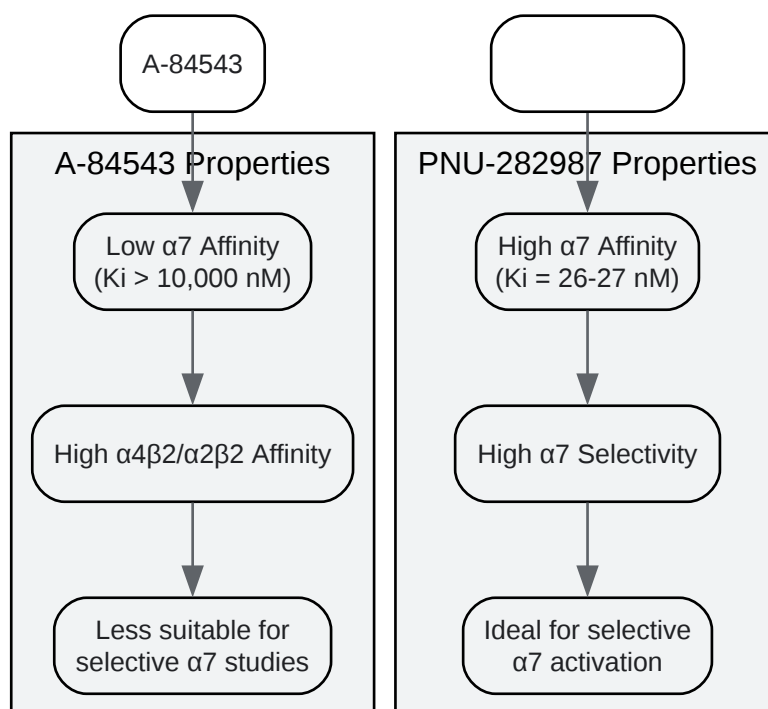 A-84543
A-84543 Properties
Low α7 Affinity
(Ki > 10,000 nM)
High α4β2/α2β2 Affinity
Less suitable for
selective α7 studies
PNU-282987 Properties
High α7 Affinity
(Ki = 26-27 nM)
High α7 Selectivity
Ideal for selective
α7 activation